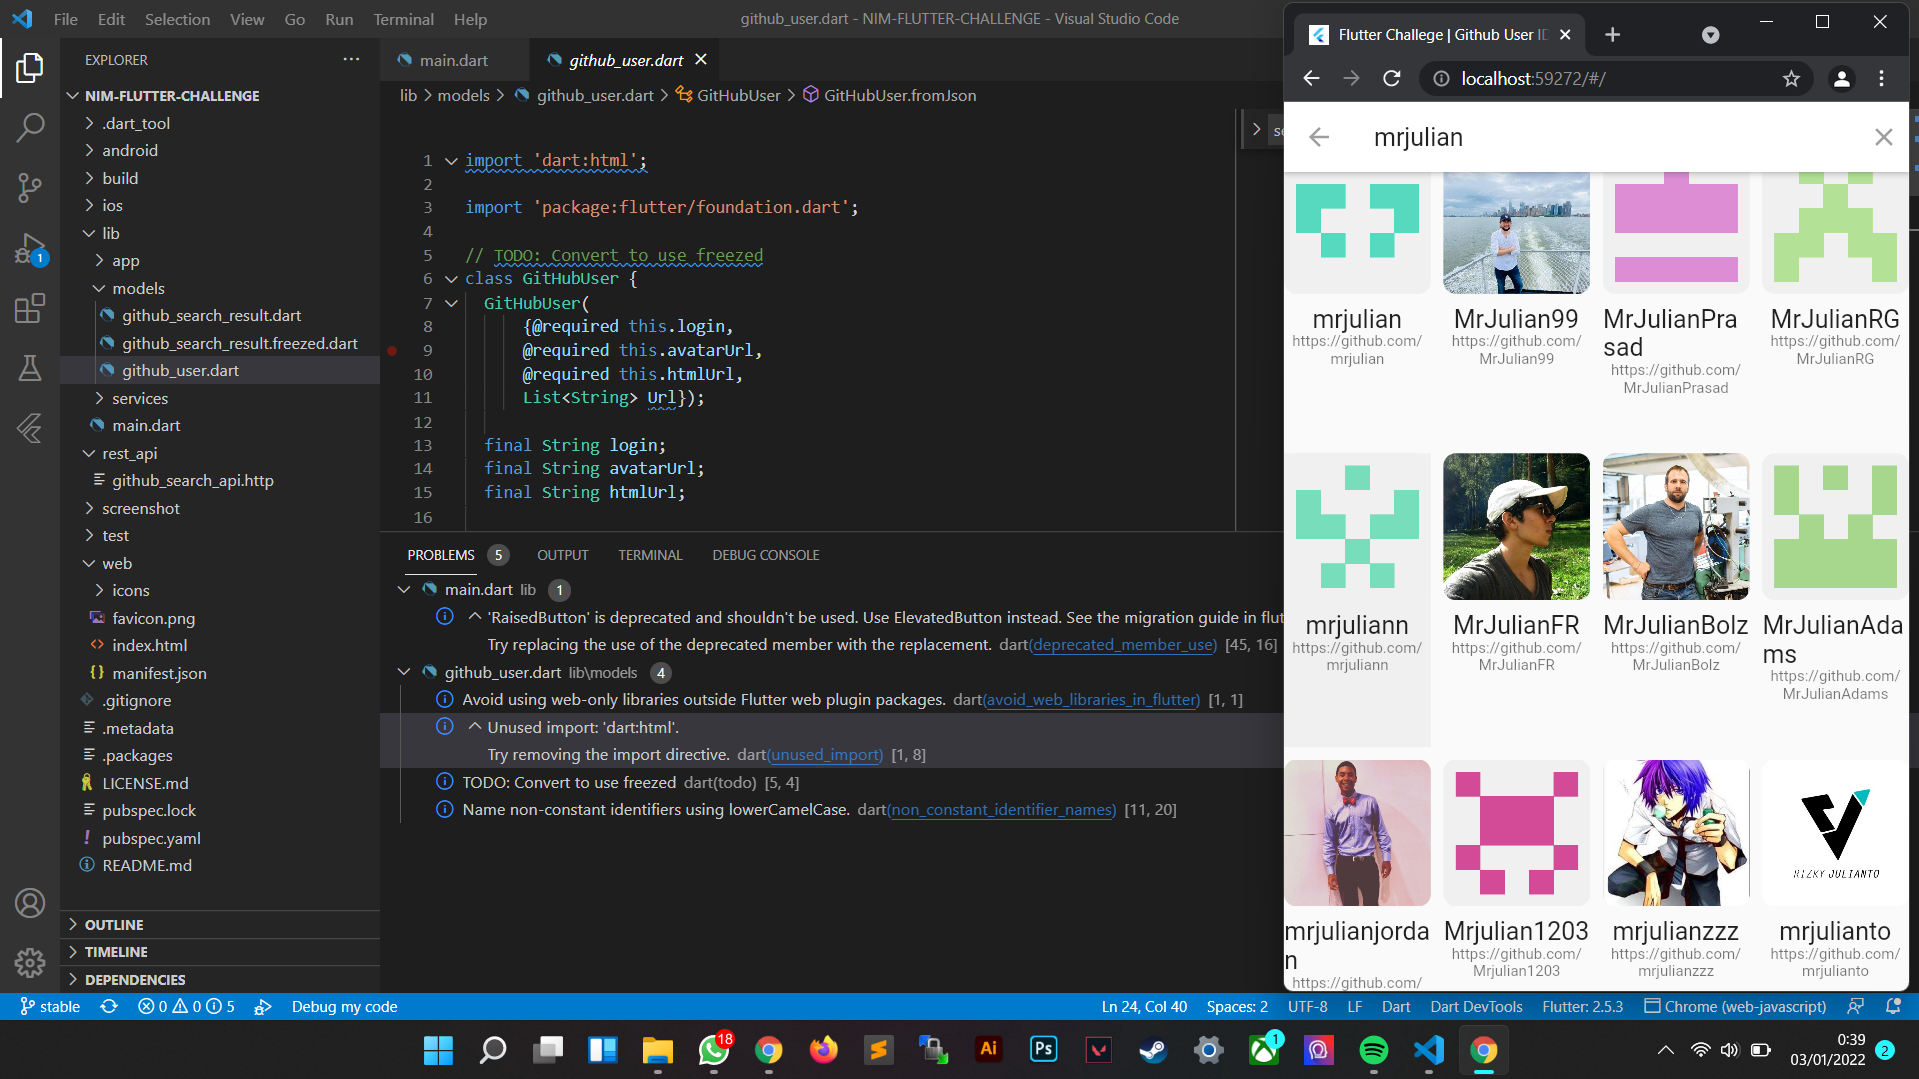 File Edit Selection View Go Run Terminal Help
github_user.dart - NIM-FLUTTER-CHALLENGE - Visual Studio Code
EXPLORER
NIM-FLUTTER-CHALLENGE
.dart_tool
android
build
ios
lib
app
models
github_search_result.dart
github_search_result.freezed.dart
github_user.dart
services
main.dart
rest_api
github_search_api.http
screenshot
test
web
icons
favicon.png
index.html
manifest.json
.gitignore
.metadata
.packages
LICENSE.md
pubspec.lock
pubspec.yaml
README.md
OUTLINE
TIMELINE
DEPENDENCIES
1
main.dart
github_user.dart
lib > models > github_user.dart > GitHubUser > GitHubUser.fromJson
se
1 import 'dart:html';
2
3 import 'package:flutter/foundation.dart';
4
5 // TODO: Convert to use freezed
6 class GitHubUser {
7 GitHubUser(
8 {@required this.login,
9 @required this.avatarUrl,
10 @required this.htmlUrl,
11 List<String> Url});
12
13 final String login;
14 final String avatarUrl;
15 final String htmlUrl;
16
PROBLEMS 5 OUTPUT TERMINAL DEBUG CONSOLE
main.dart lib 1
'RaisedButton' is deprecated and shouldn't be used. Use ElevatedButton instead. See the migration guide in flut
Try replacing the use of the deprecated member with the replacement. dart(deprecated_member_use) [45, 16]
github_user.dart lib\models 4
Avoid using web-only libraries outside Flutter web plugin packages. dart(avoid_web_libraries_in_flutter) [1, 1]
Unused import: 'dart:html'.
Try removing the import directive. dart(unused_import) [1, 8]
TODO: Convert to use freezed dart(todo) [5, 4]
Name non-constant identifiers using lowerCamelCase. dart(non_constant_identifier_names) [11, 20]
Flutter Challege | Github User ID
localhost:59272/#/
mrjulian
mrjulian
https://github.com/
mrjulian
MrJulian99
https://github.com/
MrJulian99
MrJulianPra
sad
https://github.com/
MrJulianPrasad
MrJulianRG
https://github.com/
MrJulianRG
mrjuliann
https://github.com/
mrjuliann
MrJulianFR
https://github.com/
MrJulianFR
MrJulianBolz
https://github.com/
MrJulianBolz
MrJulianAda
ms
https://github.com/
MrJulianAdams
RIZKY JULIANTO
mrjulianjorda
n
https://github.com/
Mrjulian1203
https://github.com/
Mrjulian1203
mrjulianzzz
https://github.com/
mrjulianzzz
mrjulianto
https://github.com/
mrjulianto
stable 0 0 5 Debug my code
Ln 24, Col 40 Spaces: 2 UTF-8 LF Dart Dart DevTools Flutter: 2.5.3 Chrome (web-javascript)
18
Ai
Ps
1
0:39
03/01/2022
2